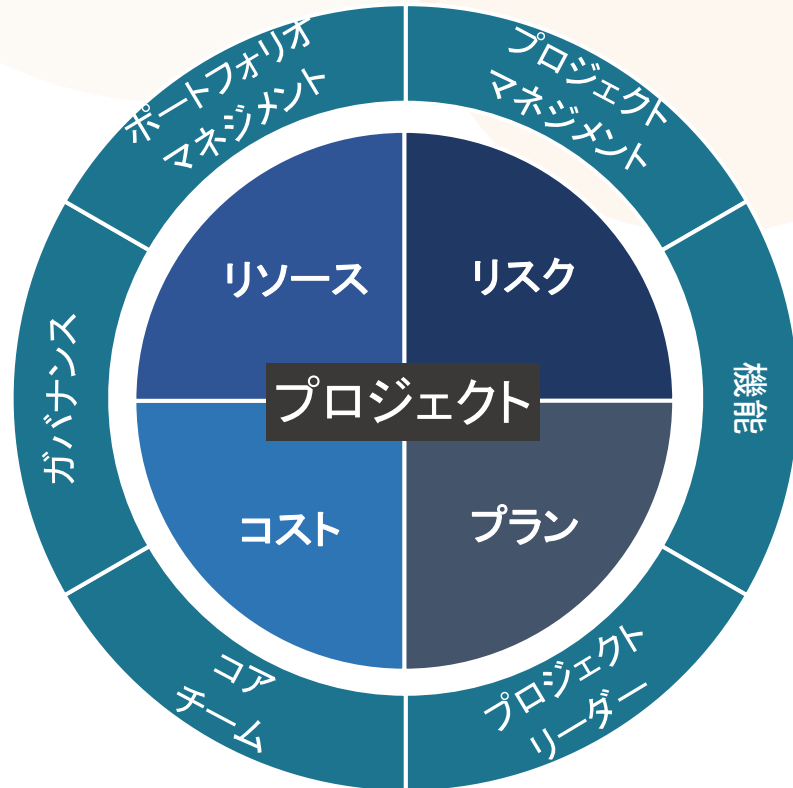 ポートフォリオ
マネジメント
プロジェクト
マネジメント
機能
プロジェクト
リーダー
コア
チーム
ガバナンス
リソース
リスク
プロジェクト
コスト
プラン